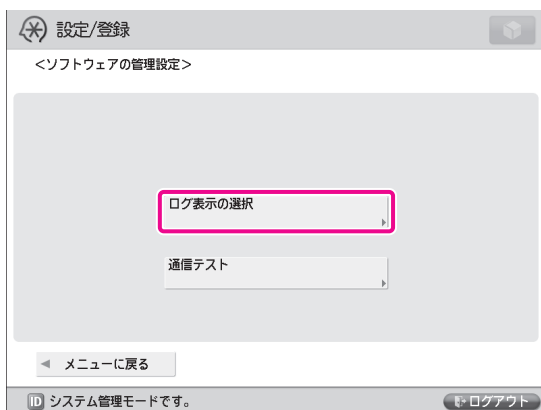 設定/登録
<ソフトウェアの管理設定>
ログ表示の選択
通信テスト
メニューに戻る
ID システム管理モードです。
ログアウト